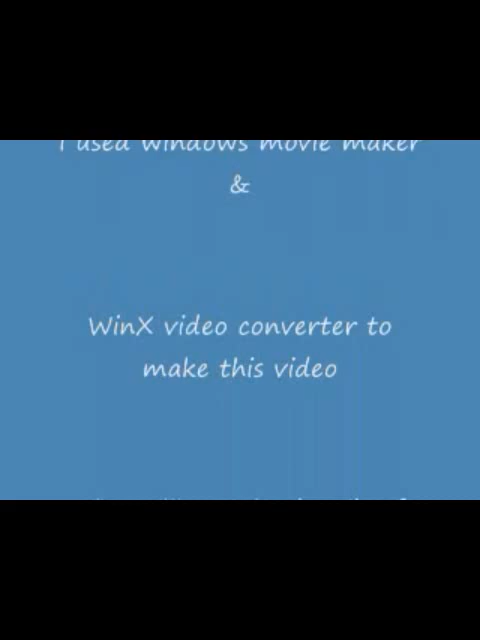 I used windows movie maker
&
WinX video converter to
make this video